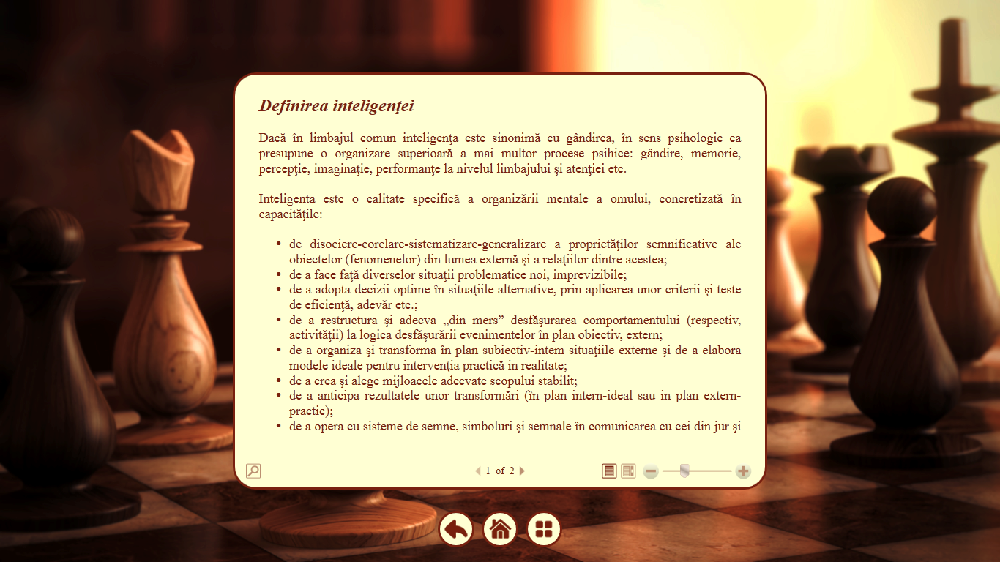 Definirea inteligenţei
Dacă în limbajul comun inteligenţa este sinonimă cu gândirea, în sens psihologic ea
presupune o organizare superioară a mai multor procese psihice: gândire, memorie,
percepţie, imaginaţie, performanţe la nivelul limbajului şi atenţiei etc.
Inteligenta estc o calitate specifică a organizării mentale a omului, concretizată în
capacităţile:
• de disociere-corelare-sistematizare-generalizare a proprietăţilor semnificative ale
obiectelor (fenomenelor) din lumea externă şi a relaţiilor dintre acestea;
• de a face faţă diverselor situaţii problematice noi, imprevizibile;
• de a adopta decizii optime în situaţiile alternative, prin aplicarea unor criterii şi teste
de eficienţă, adevăr etc.;
• de a restructura şi adecva „din mers” desfăşurarea comportamentului (respectiv,
activităţii) la logica desfăşurării evenimentelor în plan obiectiv, extern;
• de a organiza şi transforma în plan subiectiv-intem situaţiile externe şi de a elabora
modele ideale pentru intervenţia practică in realitate;
• de a crea şi alege mijloacele adecvate scopului stabilit;
• de a anticipa rezultatele unor transformări (în plan intern-ideal sau in plan extern-
practic);
• de a opera cu sisteme de semne, simboluri şi semnale în comunicarea cu cei din jur şi
1 of 2